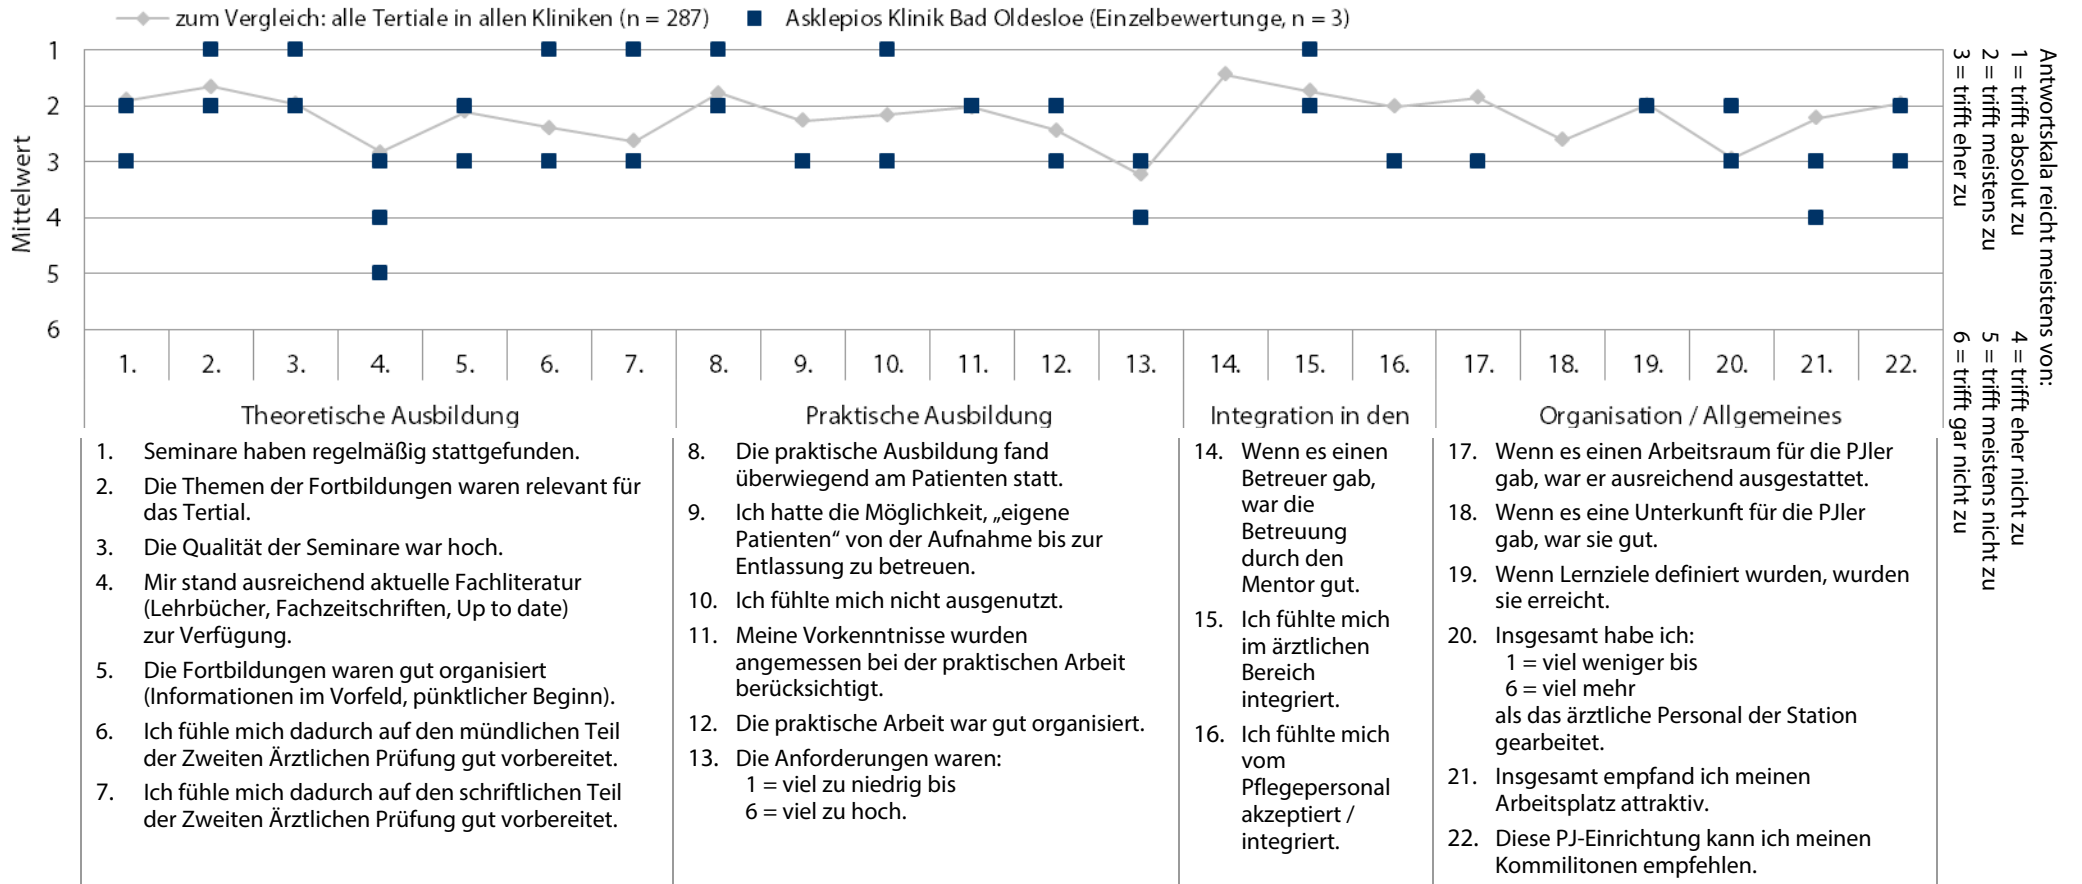 zum Vergleich: alle Tertiale in allen Kliniken (n = 287)
Asklepios Klinik Bad Oldesloe (Einzelbewertunge, n = 3)
Mittelwert
1
2
3
4
5
6
1. 2. 3. 4. 5. 6. 7. 8. 9. 10. 11. 12. 13. 14. 15. 16. 17. 18. 19. 20. 21. 22.
Theoretische Ausbildung
Praktische Ausbildung
Integration in den
Organisation / Allgemeines
1. Seminare haben regelmäßig stattgefunden.
2. Die Themen der Fortbildungen waren relevant für
das Tertial.
3. Die Qualität der Seminare war hoch.
4. Mir stand ausreichend aktuelle Fachliteratur
(Lehrbücher, Fachzeitschriften, Up to date)
zur Verfügung.
5. Die Fortbildungen waren gut organisiert
(Informationen im Vorfeld, pünktlicher Beginn).
6. Ich fühle mich dadurch auf den mündlichen Teil
der Zweiten Ärztlichen Prüfung gut vorbereitet.
7. Ich fühle mich dadurch auf den schriftlichen Teil
der Zweiten Ärztlichen Prüfung gut vorbereitet.
8. Die praktische Ausbildung fand
überwiegend am Patienten statt.
9. Ich hatte die Möglichkeit, „eigene
Patienten“ von der Aufnahme bis zur
Entlassung zu betreuen.
10. Ich fühlte mich nicht ausgenutzt.
11. Meine Vorkenntnisse wurden
angemessen bei der praktischen Arbeit
berücksichtigt.
12. Die praktische Arbeit war gut organisiert.
13. Die Anforderungen waren:
1 = viel zu niedrig bis
6 = viel zu hoch.
14. Wenn es einen
Betreuer gab,
war die
Betreuung
durch den
Mentor gut.
15. Ich fühlte mich
im ärztlichen
Bereich
integriert.
16. Ich fühlte mich
vom
Pflegepersonal
akzeptiert /
integriert.
17. Wenn es einen Arbeitsraum für die PJler
gab, war er ausreichend ausgestattet.
18. Wenn es eine Unterkunft für die PJler
gab, war sie gut.
19. Wenn Lernziele definiert wurden, wurden
sie erreicht.
20. Insgesamt habe ich:
1 = viel weniger bis
6 = viel mehr
als das ärztliche Personal der Station
gearbeitet.
21. Insgesamt empfand ich meinen
Arbeitsplatz attraktiv.
22. Diese PJ-Einrichtung kann ich meinen
Kommilitonen empfehlen.
Antwortskala reicht meistens von:
1 = trifft absolut zu
2 = trifft meistens zu
3 = trifft eher zu
4 = trifft eher nicht zu
5 = trifft meistens nicht zu
6 = trifft gar nicht zu